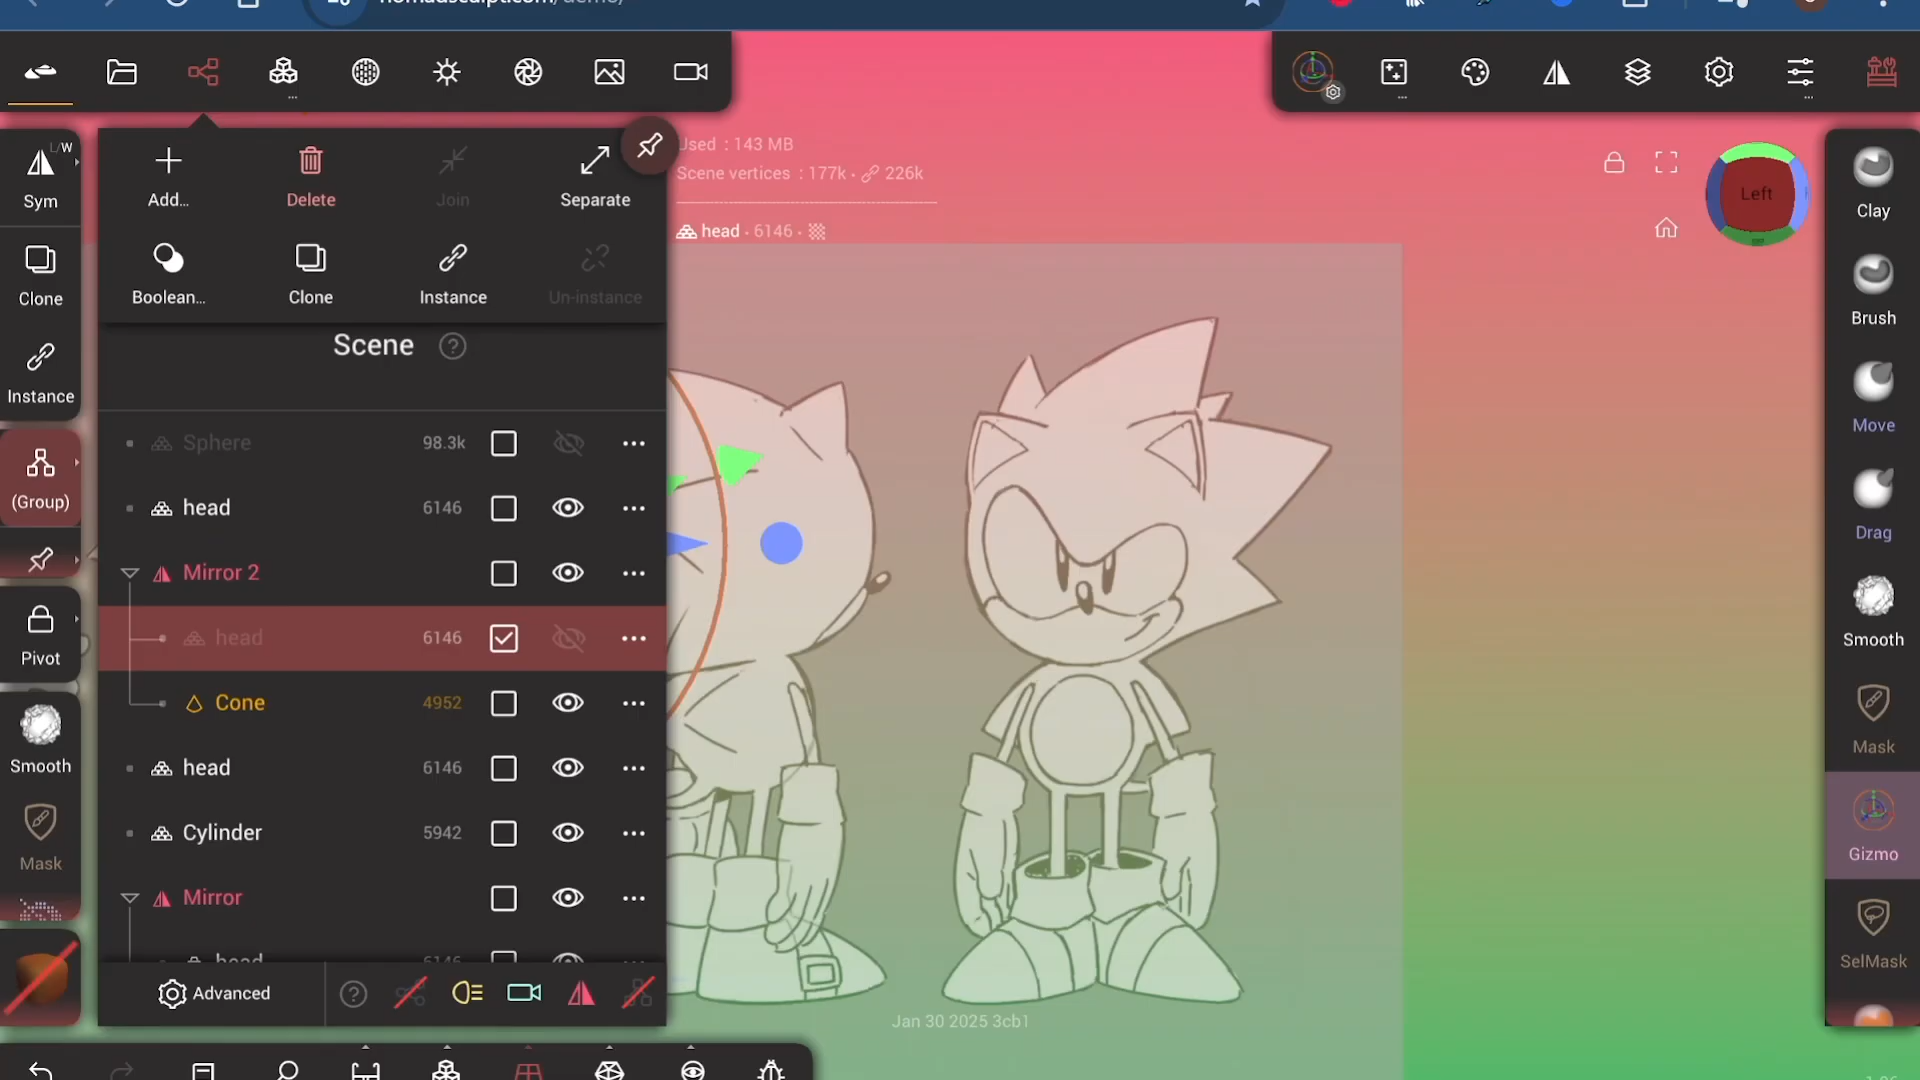 L/W
Sym
Clone
Instance
(Group)
Pivot
Smooth
Mask
Add...
Delete
Join
Separate
Boolean...
Clone
Instance
Un-instance
Scene
Sphere 98.3k
head 6146
Mirror 2
head 6146
Cone 4952
head 6146
Cylinder 5942
Mirror
head 6146
Advanced
Used : 143 MB
Scene vertices : 177k • 226k
head • 6146 •
Left
Clay
Brush
Move
Drag
Smooth
Mask
Gizmo
SelMask
Jan 30 2025 3cb1